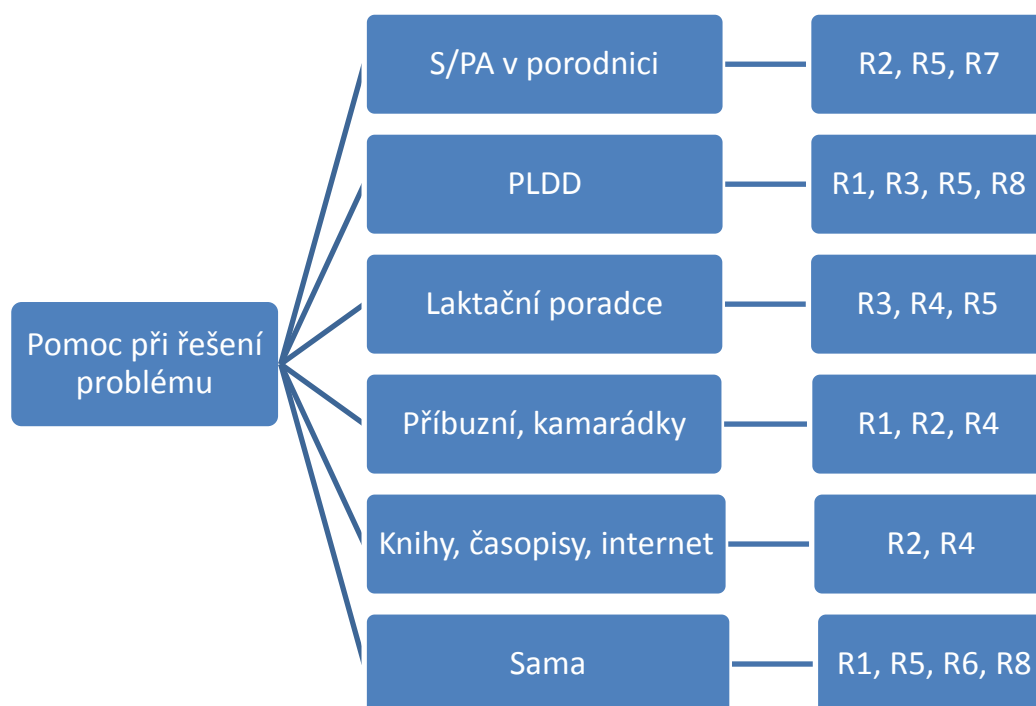 S/PA v porodnici
R2, R5, R7
PLDD
R1, R3, R5, R8
Laktační poradce
R3, R4, R5
Pomoc při řešení
problému
Příbuzní, kamarádky
R1, R2, R4
Knihy, časopisy, internet
R2, R4
Sama
R1, R5, R6, R8